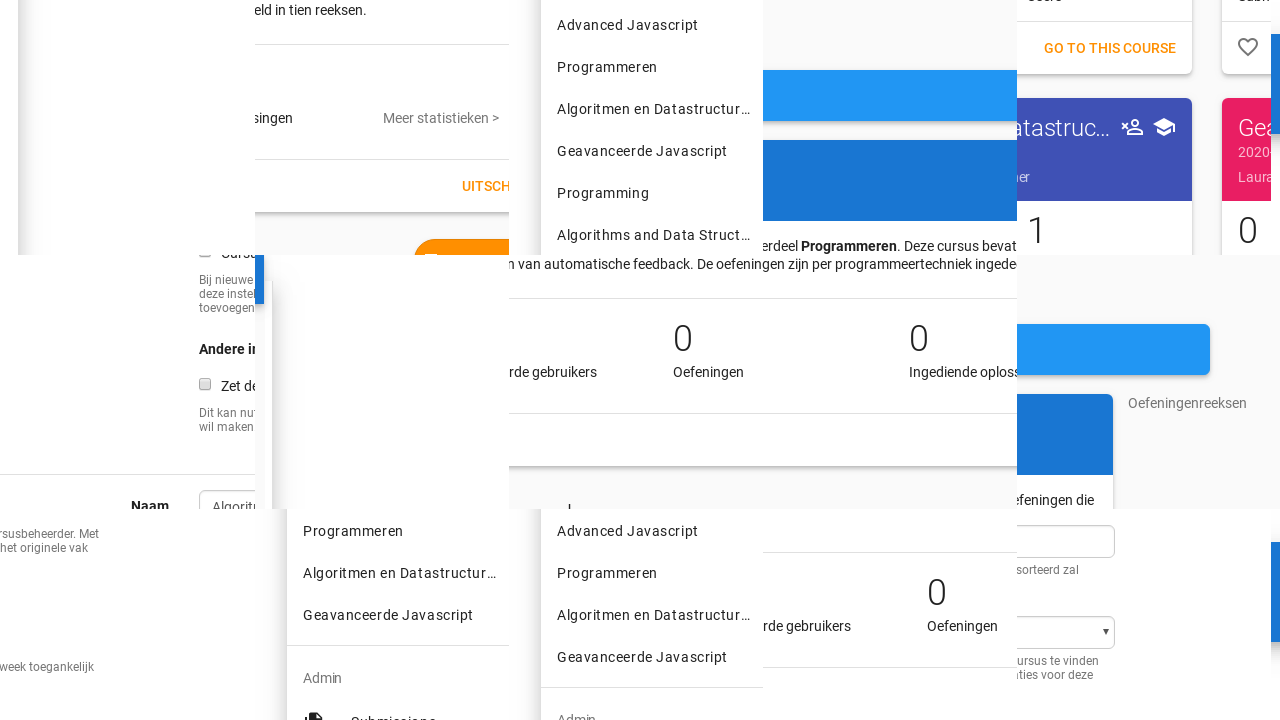 eld in tien reeksen.
singen
Meer statistieken >
UITSCH
Advanced Javascript
Programmeren
Algoritmen en Datastructur…
Geavanceerde Javascript
Programming
Algorithms and Data Struct…
GO TO THIS COURSE
atastruc…
ner
1
Gea
2020-
Laura
0
erdeel Programmeren. Deze cursus bevat
n van automatische feedback. De oefeningen zijn per programmeertechniek ingede
0
0
rde gebruikers
Oefeningen
Ingediende oploss
Bij nieuwe
deze instel
toevoegen
Andere in
Zet de
Dit kan nut
wil maken
Naam
Algoritm
Oefeningenreeksen
efeningen die
rsusbeheerder. Met
het originele vak
week toegankelijk
Programmeren
Algoritmen en Datastructur…
Geavanceerde Javascript
Admin
Submissions
Advanced Javascript
Programmeren
Algoritmen en Datastructur…
Geavanceerde Javascript
Admin
0
rde gebruikers
Oefeningen
sorteerd zal
ursus te vinden
aties voor deze